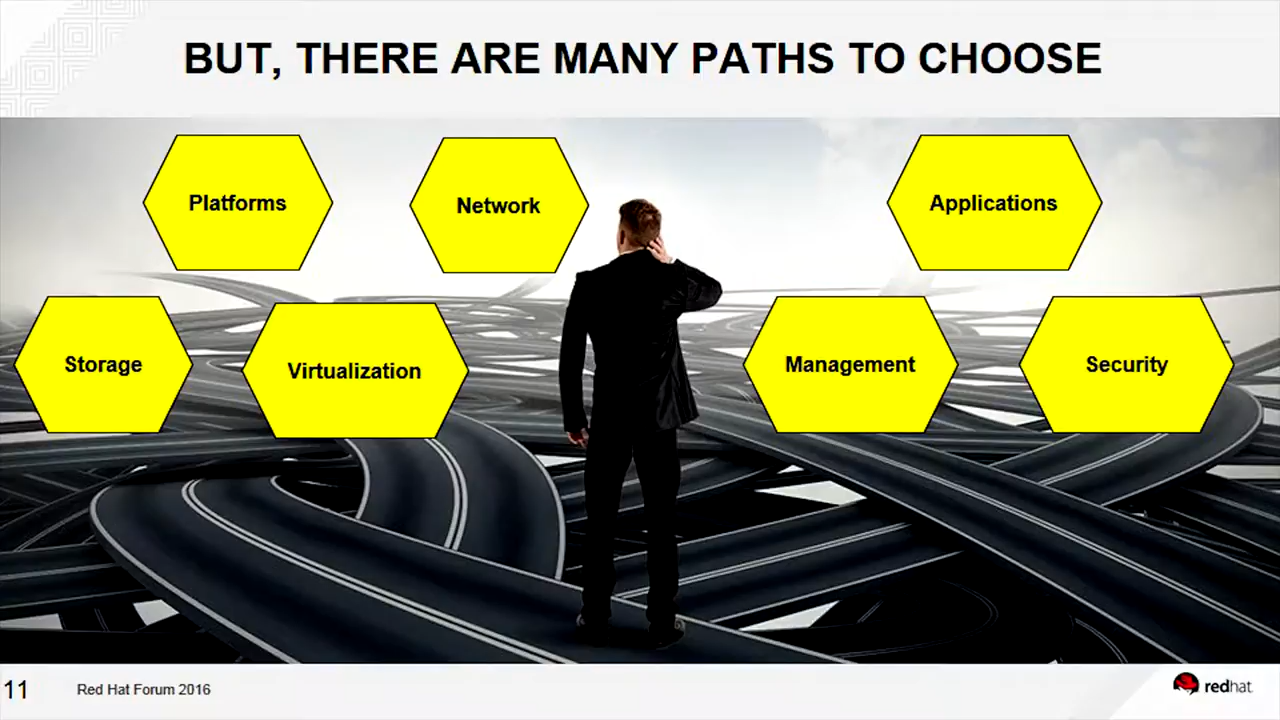 BUT, THERE ARE MANY PATHS TO CHOOSE
Platforms
Network
Applications
Storage
Virtualization
Management
Security
11
Red Hat Forum 2016
redhat